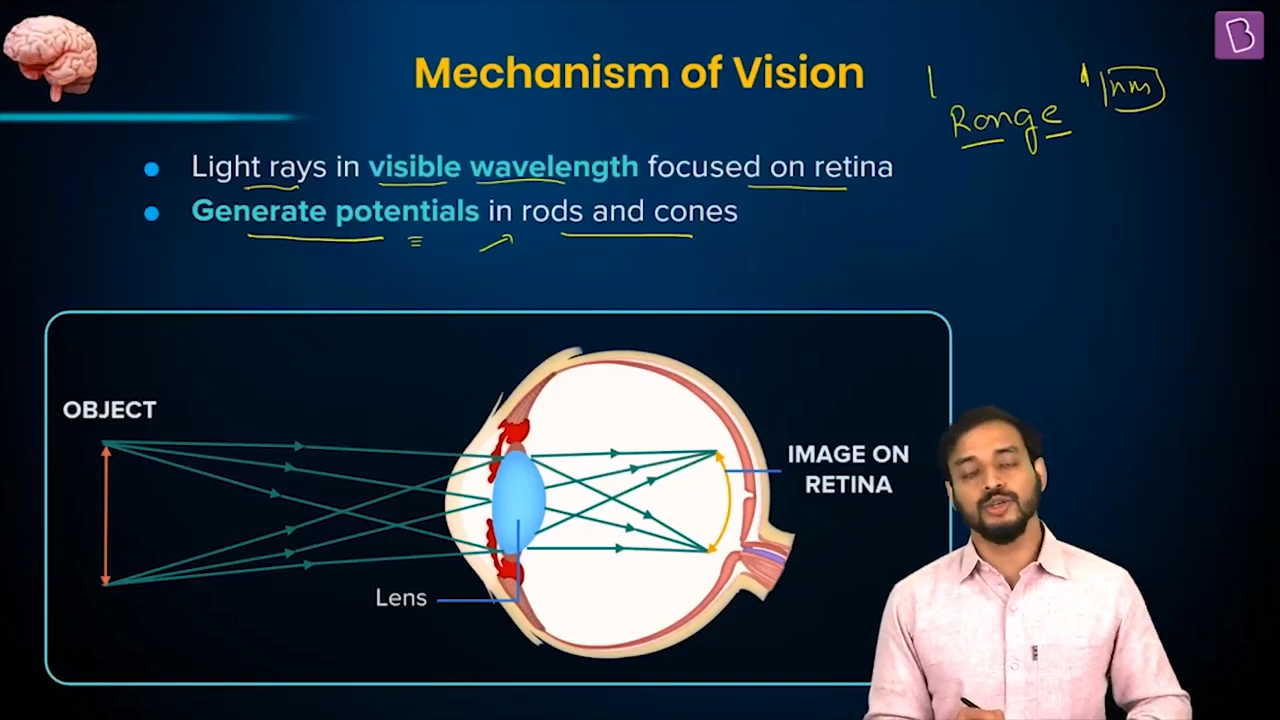 Mechanism of Vision
Range
nm
Light rays in visible wavelength focused on retina
Generate potentials in rods and cones
OBJECT
IMAGE ON
RETINA
Lens
B